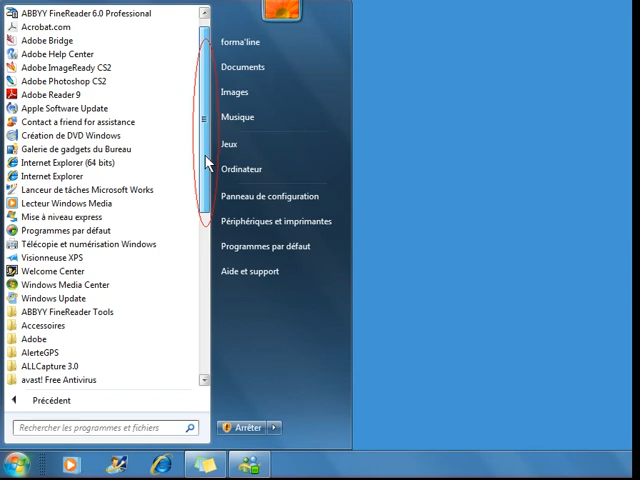 ABBYY FineReader 6.0 Professional
Acrobat.com
Adobe Bridge
Adobe Help Center
Adobe ImageReady CS2
Adobe Photoshop CS2
Adobe Reader 9
Apple Software Update
Contact a friend for assistance
Création de DVD Windows
Galerie de gadgets du Bureau
Internet Explorer (64 bits)
Internet Explorer
Lanceur de tâches Microsoft Works
Lecteur Windows Media
Mise à niveau express
Programmes par défaut
Télécopie et numérisation Windows
Visionneuse XPS
Welcome Center
Windows Media Center
Windows Update
ABBYY FineReader Tools
Accessoires
Adobe
AlerteGPS
ALLCapture 3.0
avast! Free Antivirus
Précédent
Rechercher les programmes et fichiers
forma'line
Documents
Images
Musique
Jeux
Ordinateur
Panneau de configuration
Périphériques et imprimantes
Programmes par défaut
Aide et support
Arrêter